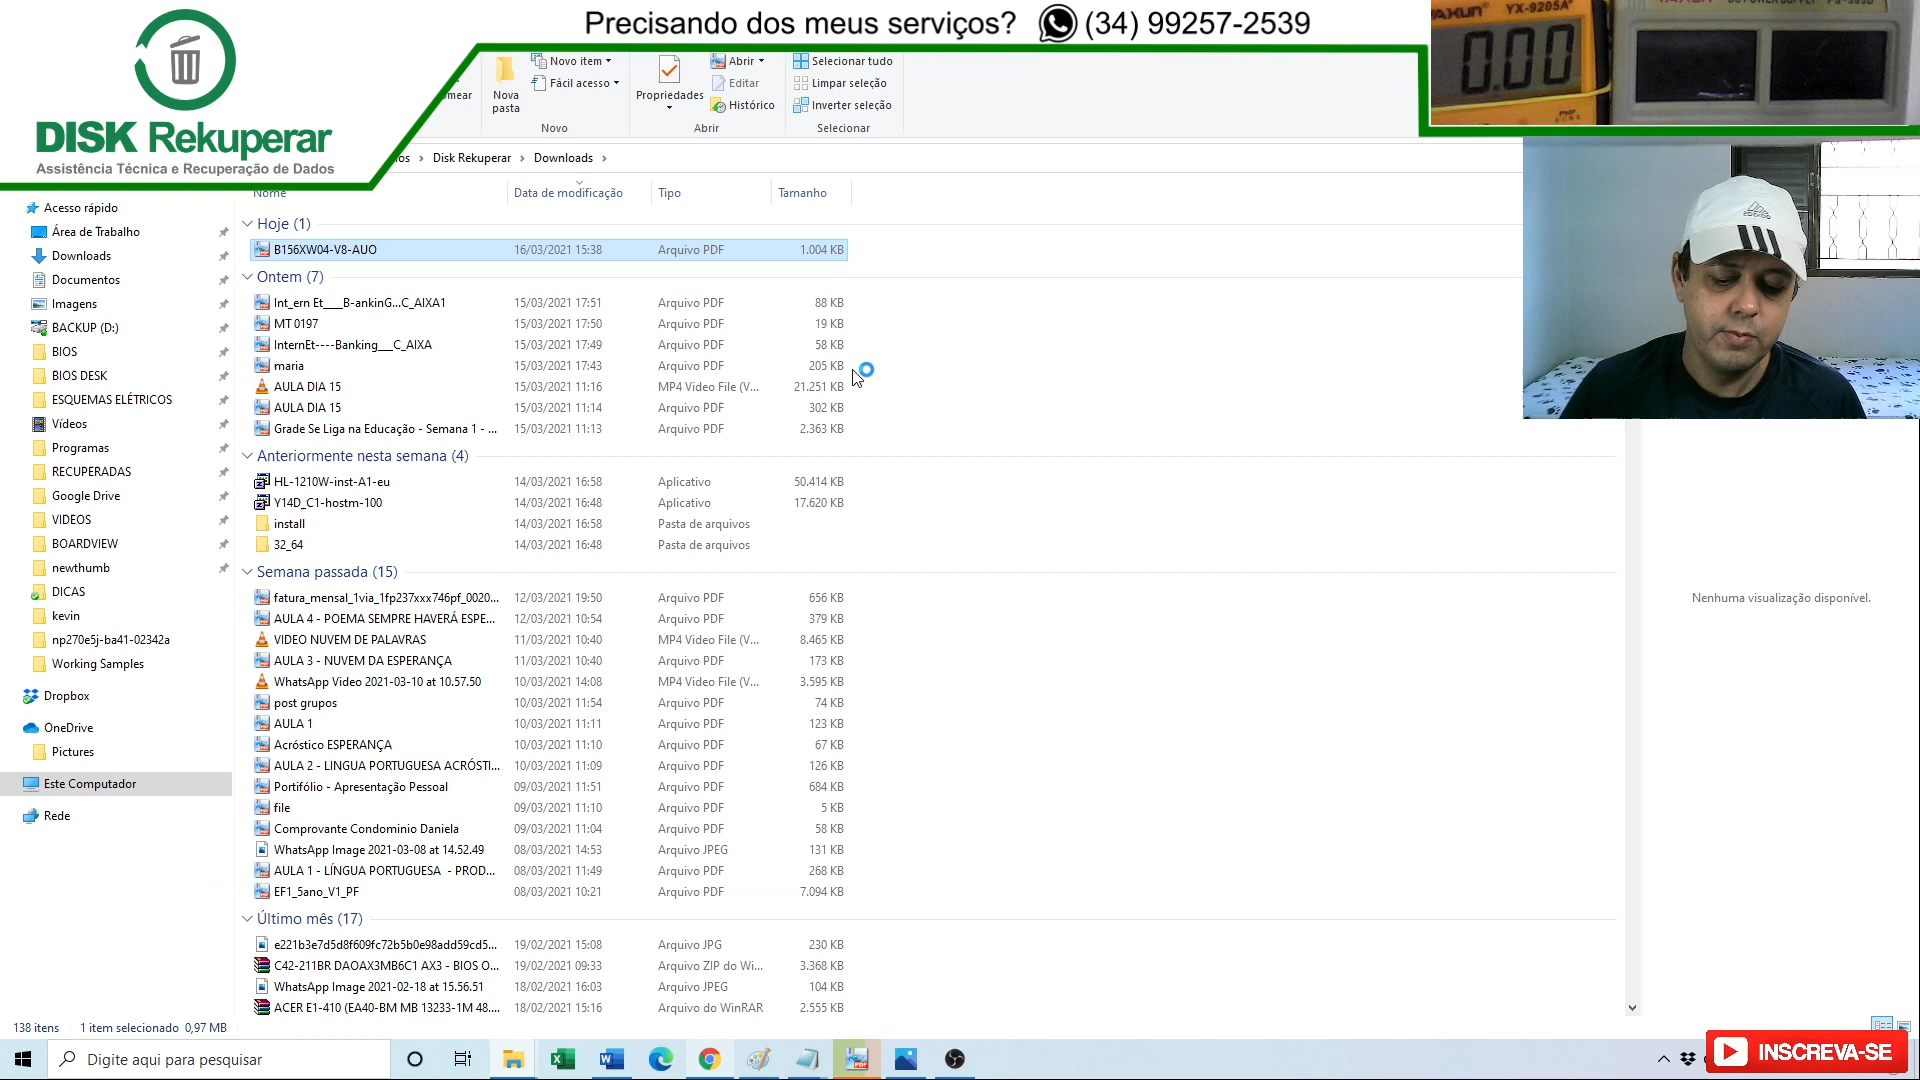 Precisando dos meus serviços? (34) 99257-2539
DISK Rekuperar
Assistência Técnica e Recuperação de Dados
YAXUN YX-9205A+
0.00
mear
Nova pasta
Novo item
Fácil acesso
Novo
Propriedades
Abrir
Editar
Histórico
Abrir
Selecionar tudo
Limpar seleção
Inverter seleção
Selecionar
os > Disk Rekuperar > Downloads >
Nome Data de modificação Tipo Tamanho
Acesso rápido
Área de Trabalho
Downloads
Documentos
Imagens
BACKUP (D:)
BIOS
BIOS DESK
ESQUEMAS ELÉTRICOS
Vídeos
Programas
RECUPERADAS
Google Drive
VIDEOS
BOARDVIEW
newthumb
DICAS
kevin
np270e5j-ba41-02342a
Working Samples
Dropbox
OneDrive
Pictures
Este Computador
Rede
Hoje (1)
B156XW04-V8-AUO 16/03/2021 15:38 Arquivo PDF 1.004 KB
Ontem (7)
Int_ern Et____B-ankinG...C_AIXA1 15/03/2021 17:51 Arquivo PDF 88 KB
MT 0197 15/03/2021 17:50 Arquivo PDF 19 KB
InternEt----Banking___C_AIXA 15/03/2021 17:49 Arquivo PDF 58 KB
maria 15/03/2021 17:43 Arquivo PDF 205 KB
AULA DIA 15 15/03/2021 11:16 MP4 Video File (V... 21.251 KB
AULA DIA 15 15/03/2021 11:14 Arquivo PDF 302 KB
Grade Se Liga na Educação - Semana 1 - ... 15/03/2021 11:13 Arquivo PDF 2.363 KB
Anteriormente nesta semana (4)
HL-1210W-inst-A1-eu 14/03/2021 16:58 Aplicativo 50.414 KB
Y14D_C1-hostm-100 14/03/2021 16:48 Aplicativo 17.620 KB
install 14/03/2021 16:58 Pasta de arquivos
32_64 14/03/2021 16:48 Pasta de arquivos
Semana passada (15)
fatura_mensal_1via_1fp237xxx746pf_0020... 12/03/2021 19:50 Arquivo PDF 656 KB
AULA 4 - POEMA SEMPRE HAVERÁ ESPE... 12/03/2021 10:54 Arquivo PDF 379 KB
VIDEO NUVEM DE PALAVRAS 11/03/2021 10:40 MP4 Video File (V... 8.465 KB
AULA 3 - NUVEM DA ESPERANÇA 11/03/2021 10:40 Arquivo PDF 173 KB
WhatsApp Video 2021-03-10 at 10.57.50 10/03/2021 14:08 MP4 Video File (V... 3.595 KB
post grupos 10/03/2021 11:54 Arquivo PDF 74 KB
AULA 1 10/03/2021 11:11 Arquivo PDF 123 KB
Acróstico ESPERANÇA 10/03/2021 11:10 Arquivo PDF 67 KB
AULA 2 - LINGUA PORTUGUESA ACRÓSTI... 10/03/2021 11:09 Arquivo PDF 126 KB
Portifólio - Apresentação Pessoal 09/03/2021 11:51 Arquivo PDF 684 KB
file 09/03/2021 11:10 Arquivo PDF 5 KB
Comprovante Condominio Daniela 09/03/2021 11:04 Arquivo PDF 58 KB
WhatsApp Image 2021-03-08 at 14.52.49 08/03/2021 14:53 Arquivo JPEG 131 KB
AULA 1 - LÍNGUA PORTUGUESA - PROD... 08/03/2021 11:49 Arquivo PDF 268 KB
EF1_5ano_V1_PF 08/03/2021 10:21 Arquivo PDF 7.094 KB
Último mês (17)
e221b3e7d5d8f609fc72b5b0e98add59cd5... 19/02/2021 15:08 Arquivo JPG 230 KB
C42-211BR DAOAX3MB6C1 AX3 - BIOS O... 19/02/2021 09:33 Arquivo ZIP do Wi... 3.368 KB
WhatsApp Image 2021-02-18 at 15.56.51 18/02/2021 16:03 Arquivo JPEG 104 KB
ACER E1-410 (EA40-BM MB 13233-1M 48.... 18/02/2021 15:16 Arquivo do WinRAR 2.555 KB
Nenhuma visualização disponível.
138 itens 1 item selecionado 0,97 MB
Digite aqui para pesquisar
INSCREVA-SE